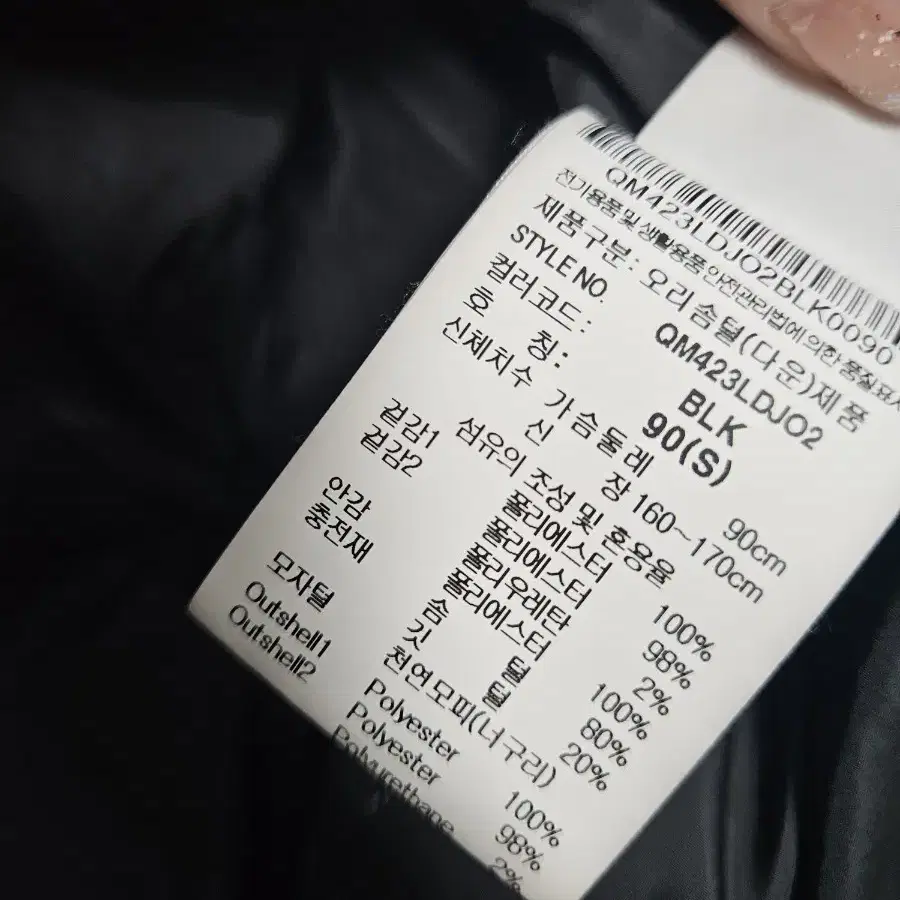 QM423LDJO2BLK0090
전기용품 및 생활용품 안전관리법에 의한 품질표시
제품구분: 오리솜털(다운)제품
STYLE NO. QM423LDJO2
컬러코드: BLK
호 칭: 90(S)
신체치수 가슴둘레 90cm
신 장 160~170cm
섬유의 조성 및 혼용율
겉감1 폴리에스터 100%
겉감2 폴리에스터 98%
폴리우레탄 2%
안감 폴리에스터 100%
충전재 솜 털 80%
깃 털 20%
모자털 천연모피(너구리)
Outshell1 Polyester 100%
Outshell2 Polyester 98%
Polyurethane 2%